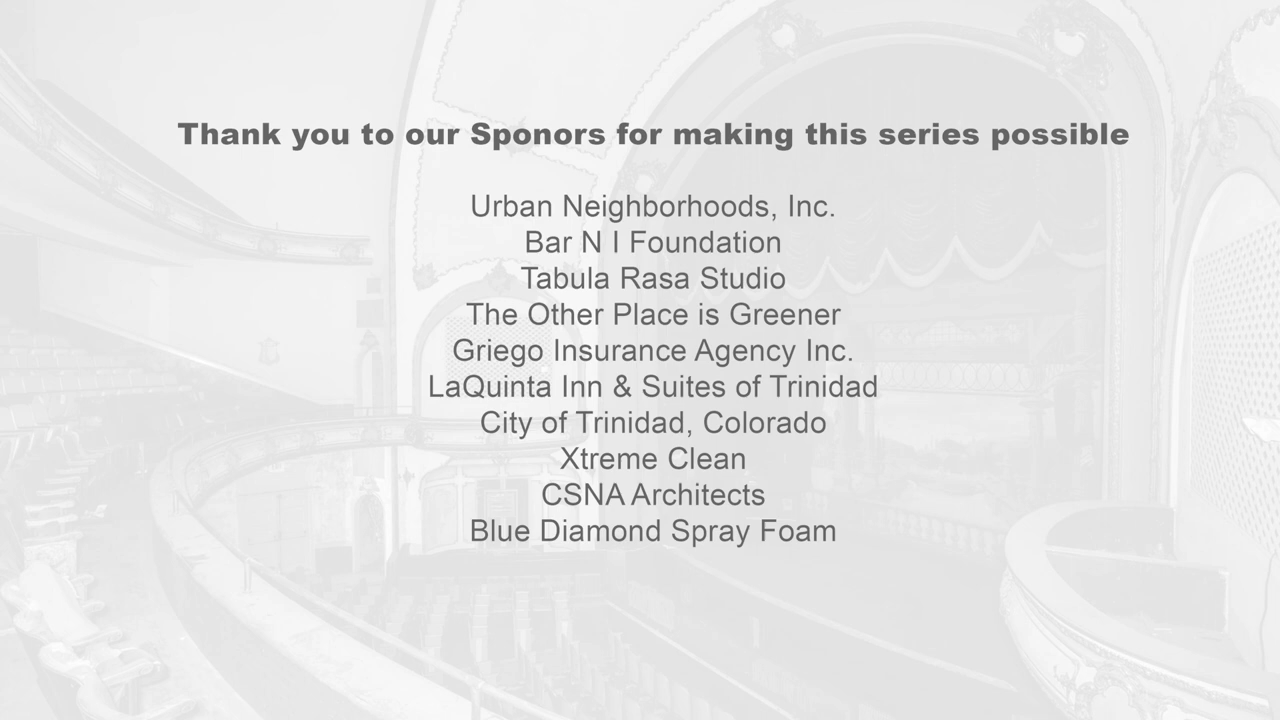 Thank you to our Sponors for making this series possible
Urban Neighborhoods, Inc.
Bar N I Foundation
Tabula Rasa Studio
The Other Place is Greener
Griego Insurance Agency Inc.
LaQuinta Inn & Suites of Trinidad
City of Trinidad, Colorado
Xtreme Clean
CSNA Architects
Blue Diamond Spray Foam